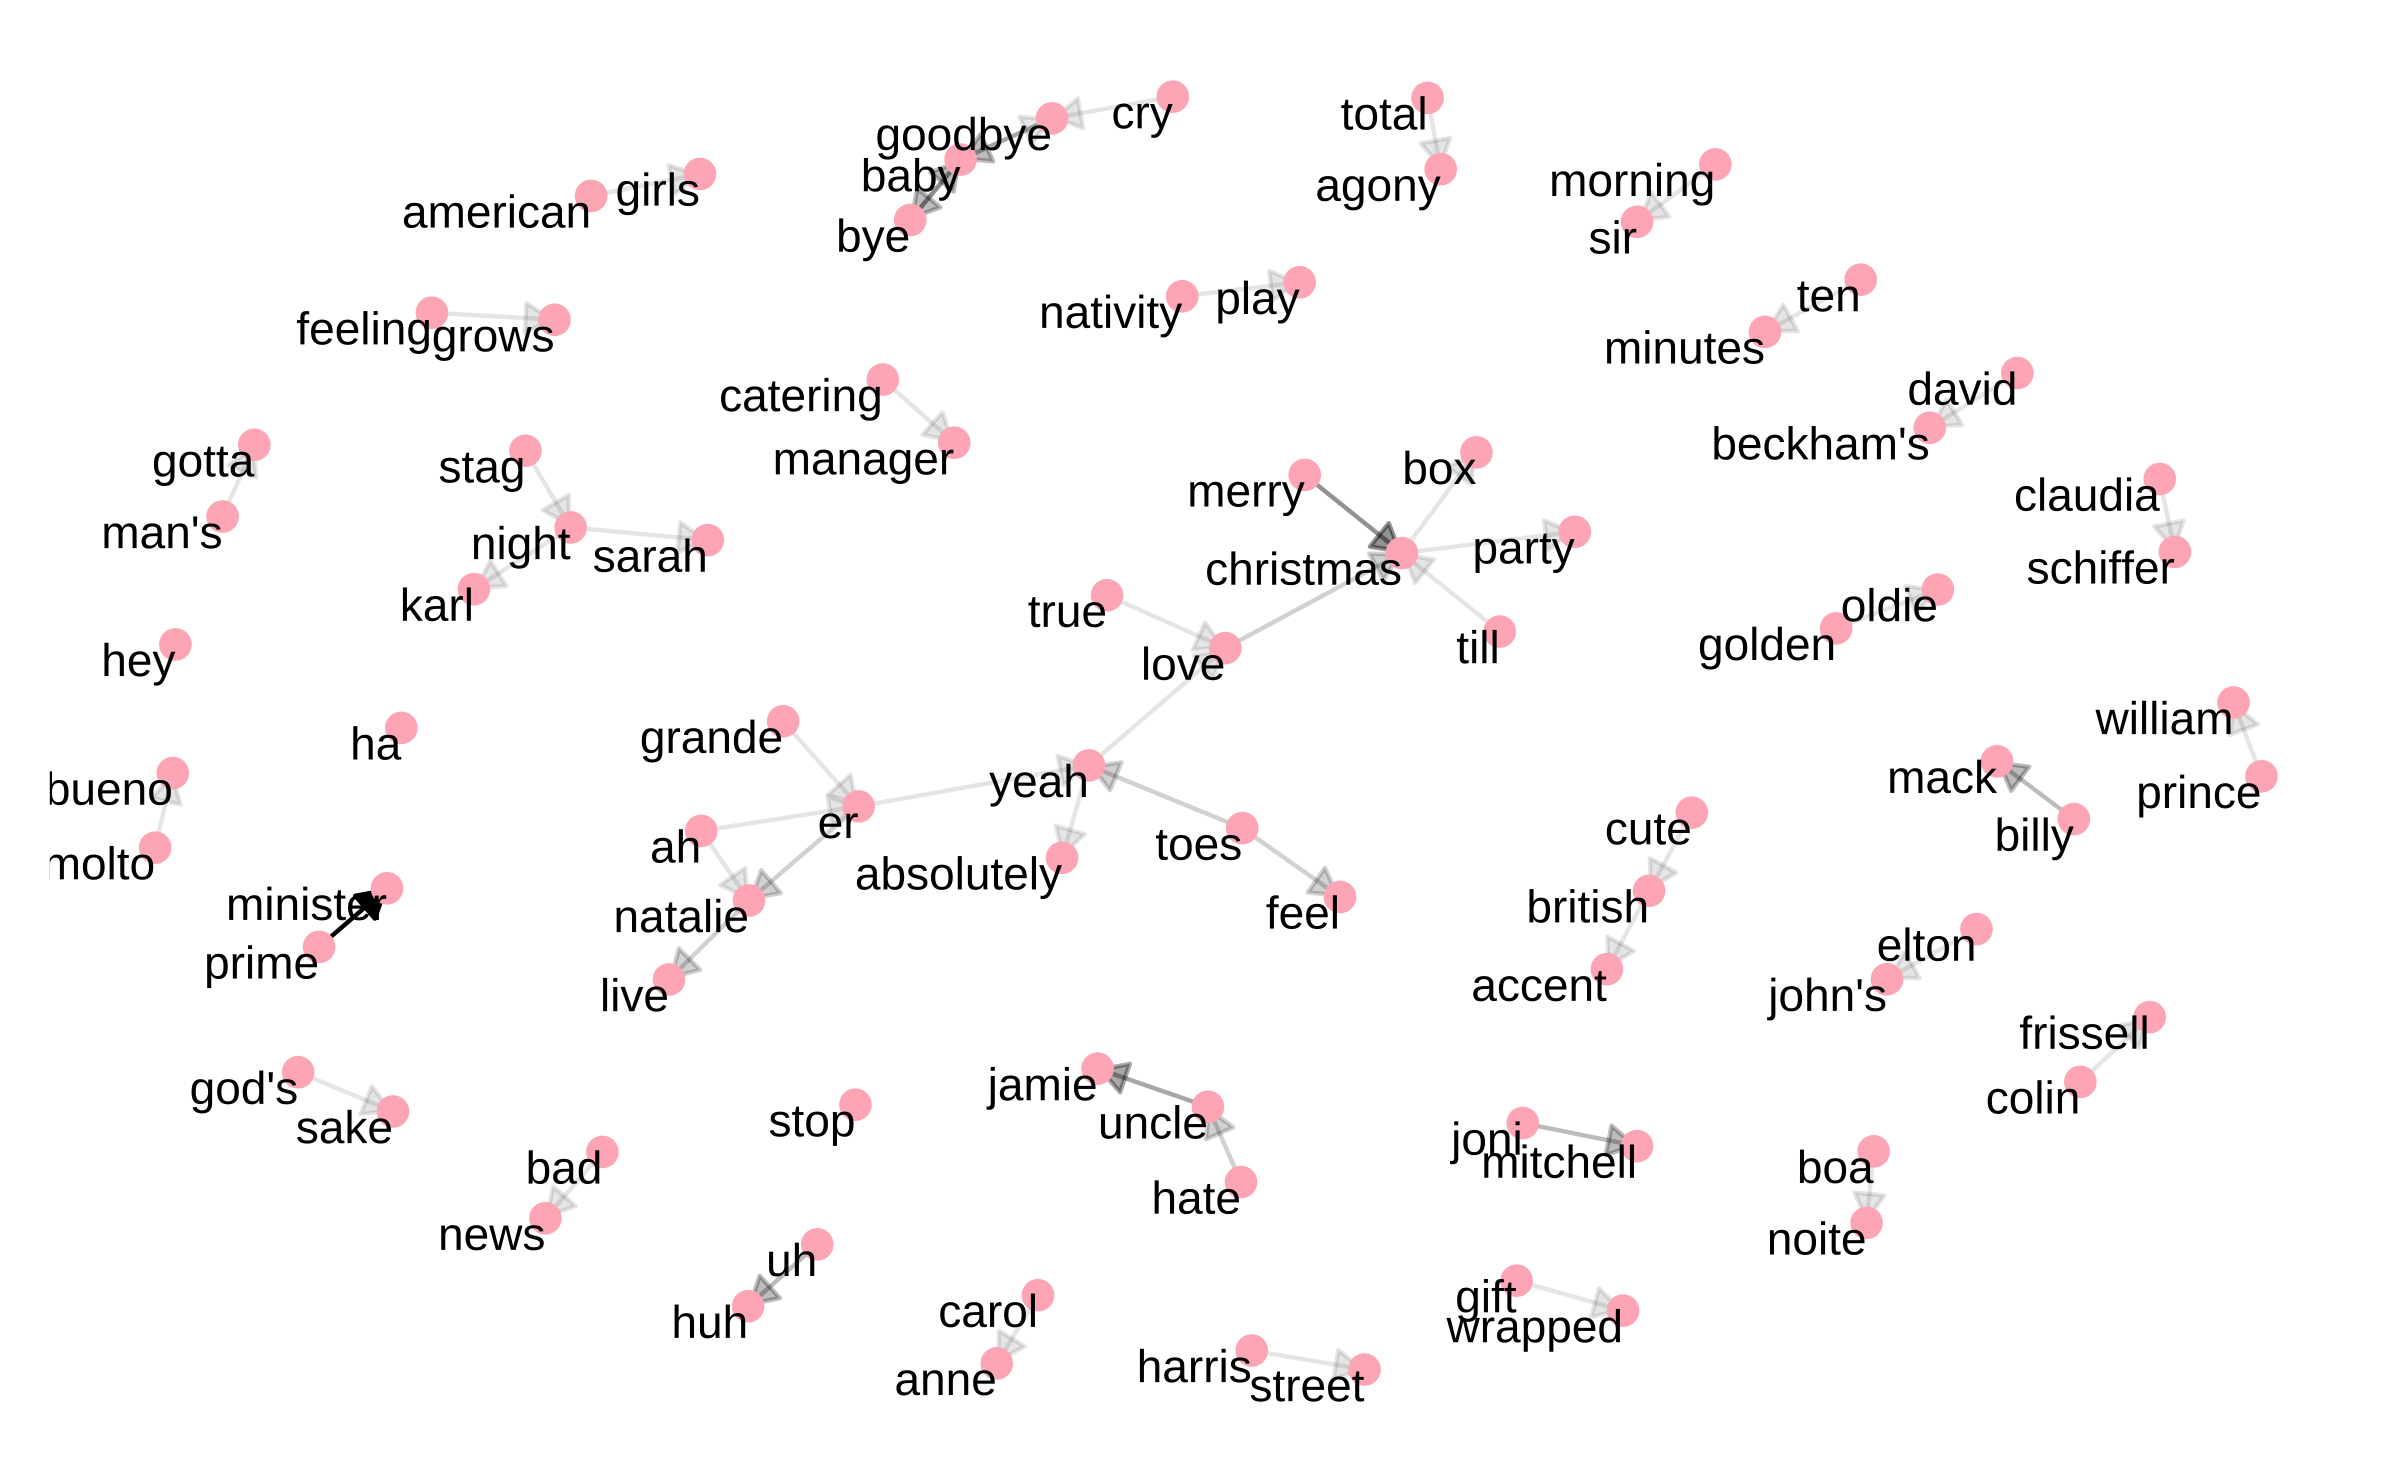 cry
total
goodbye
baby
girls
american
bye
agony
morning
sir
nativity
play
ten
feeling
grows
minutes
catering
david
manager
beckham's
gotta
stag
merry
box
claudia
man's
night
sarah
party
christmas
schiffer
karl
true
oldie
hey
love
till
golden
ha
grande
william
bueno
yeah
mack
prince
molto
ah
er
absolutely
toes
cute
billy
minister
natalie
feel
british
prime
live
accent
elton
john's
frissell
god's
sake
stop
jamie
uncle
colin
joni
mitchell
bad
hate
boa
news
noite
uh
huh
carol
gift
wrapped
anne
harris
street